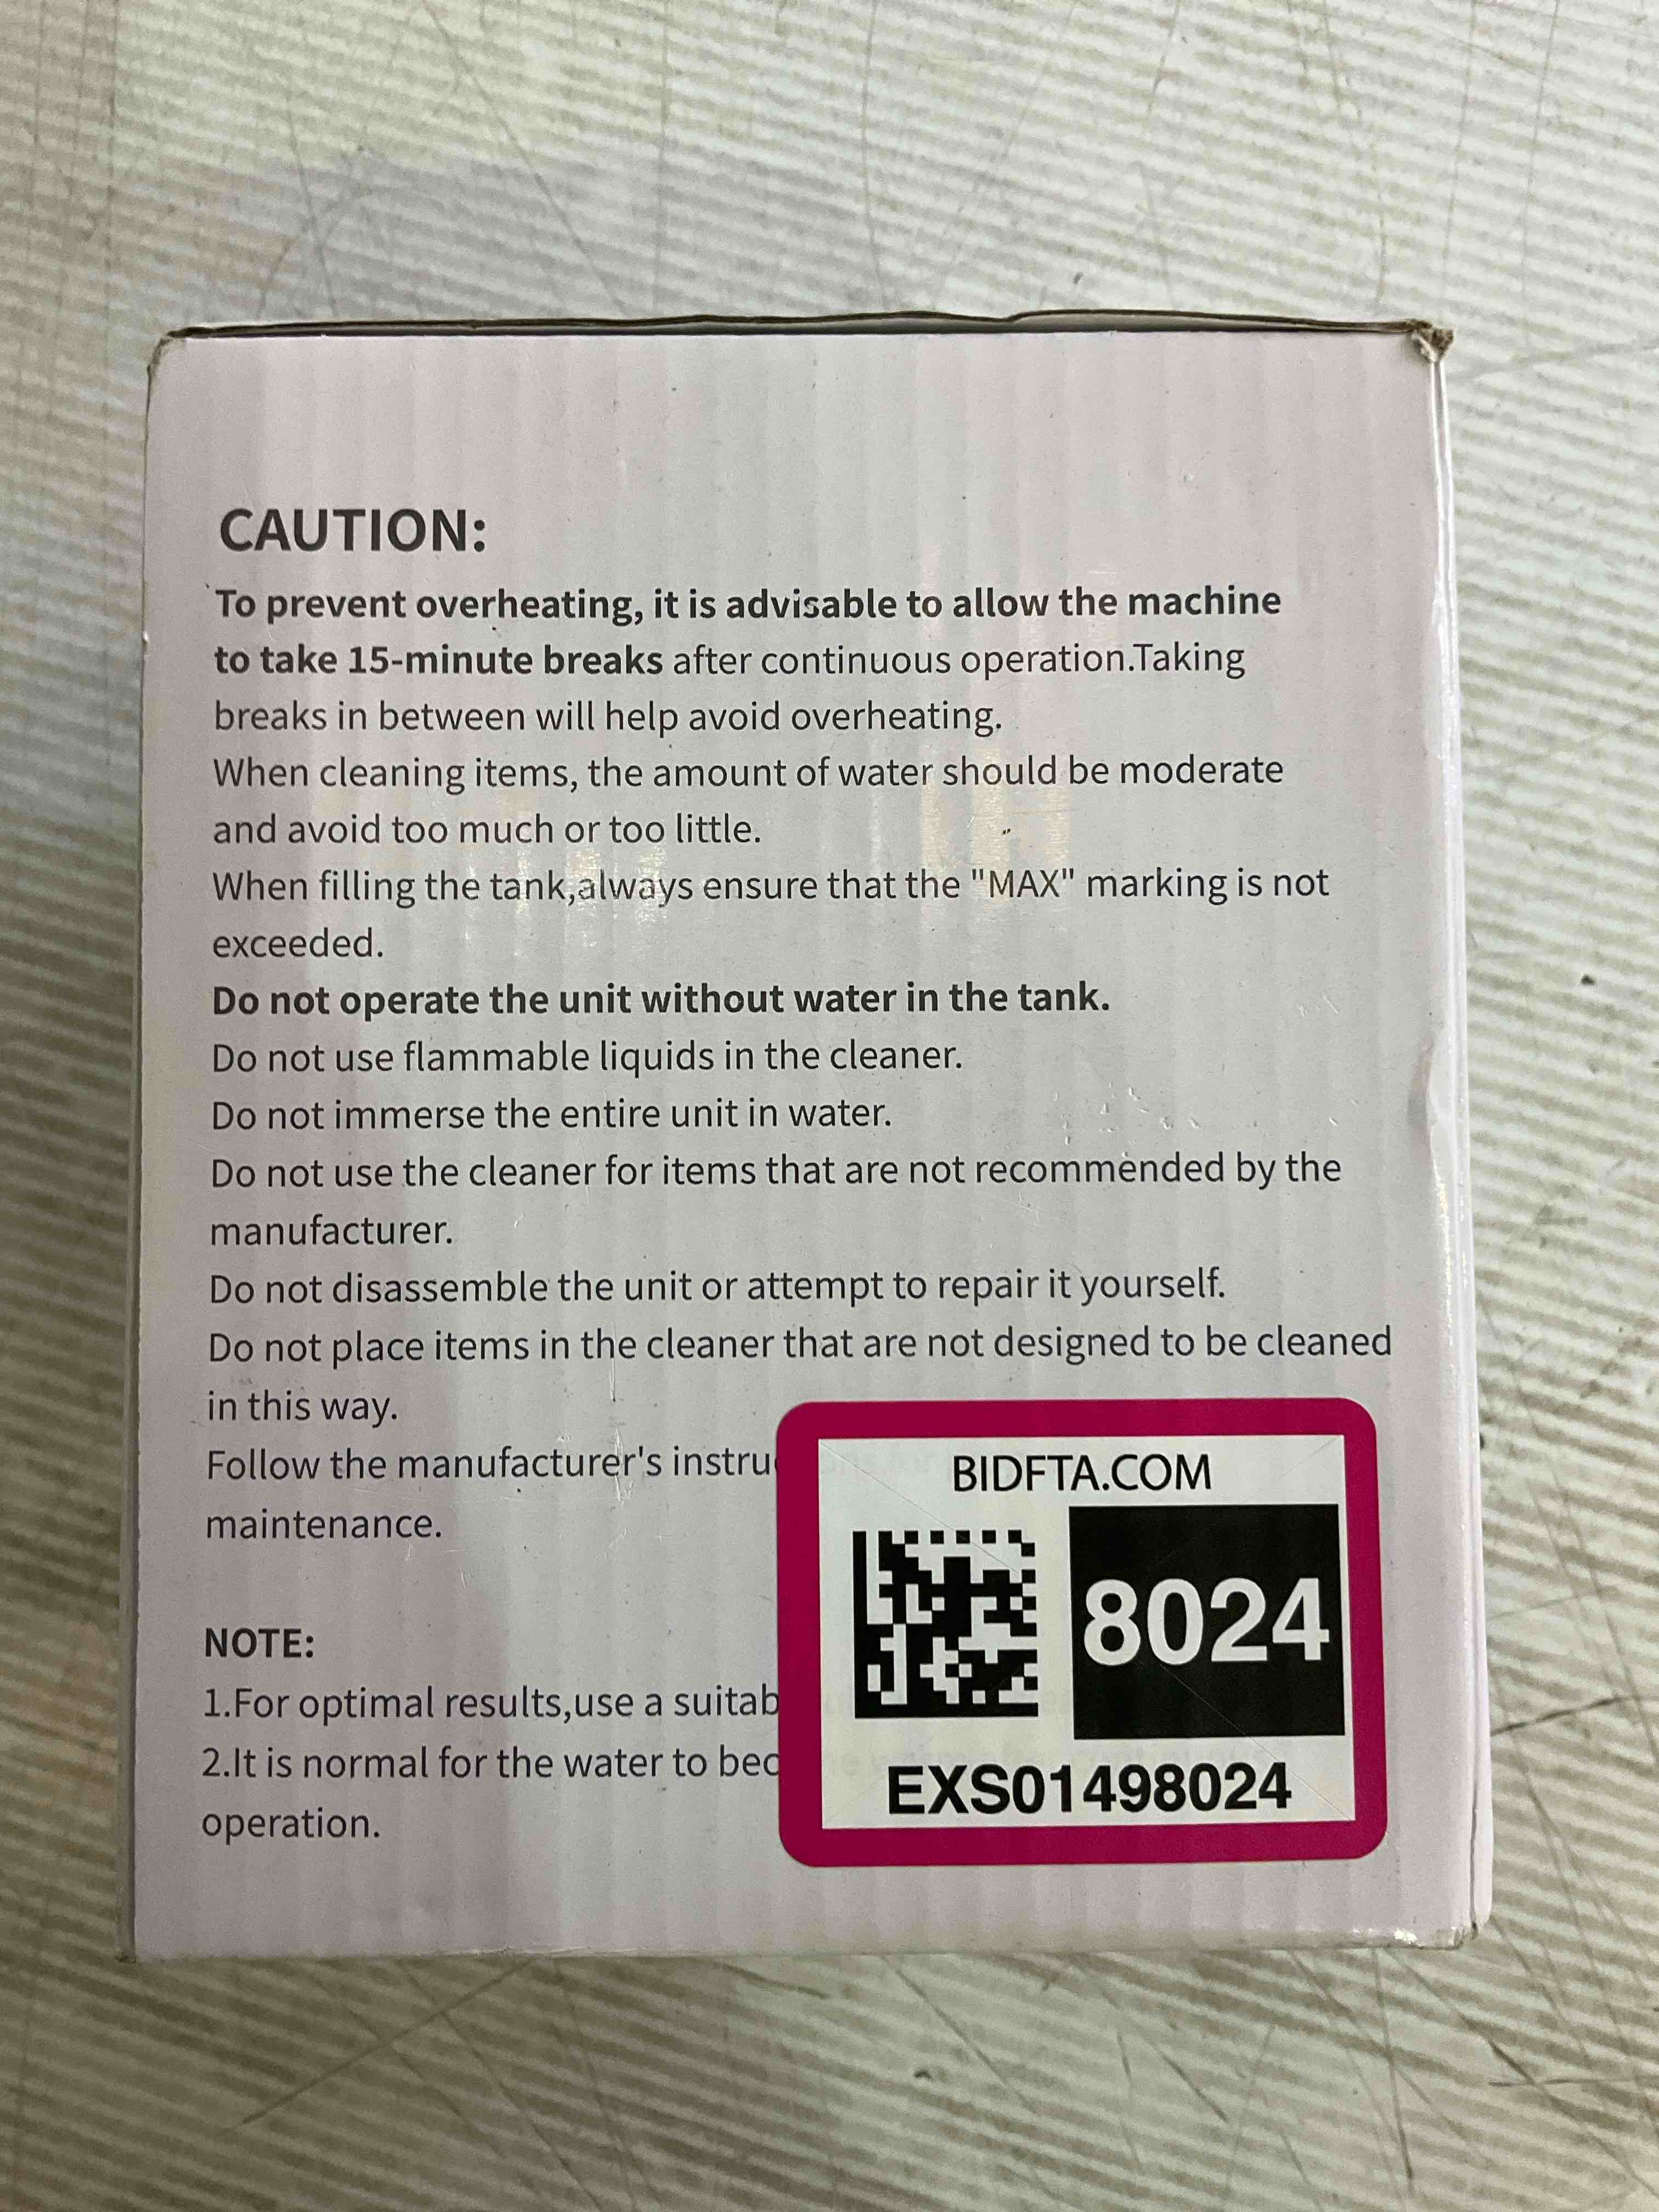 CAUTION:
To prevent overheating, it is advisable to allow the machine
to take 15-minute breaks after continuous operation.Taking
breaks in between will help avoid overheating.
When cleaning items, the amount of water should be moderate
and avoid too much or too little.
When filling the tank,always ensure that the "MAX" marking is not
exceeded.
Do not operate the unit without water in the tank.
Do not use flammable liquids in the cleaner.
Do not immerse the entire unit in water.
Do not use the cleaner for items that are not recommended by the
manufacturer.
Do not disassemble the unit or attempt to repair it yourself.
Do not place items in the cleaner that are not designed to be cleaned
in this way.
Follow the manufacturer's
maintenance.
NOTE:
1.For optimal results,use a
2.It is normal for the water to
operation.
BIDFTA.COM
8024
EXS01498024